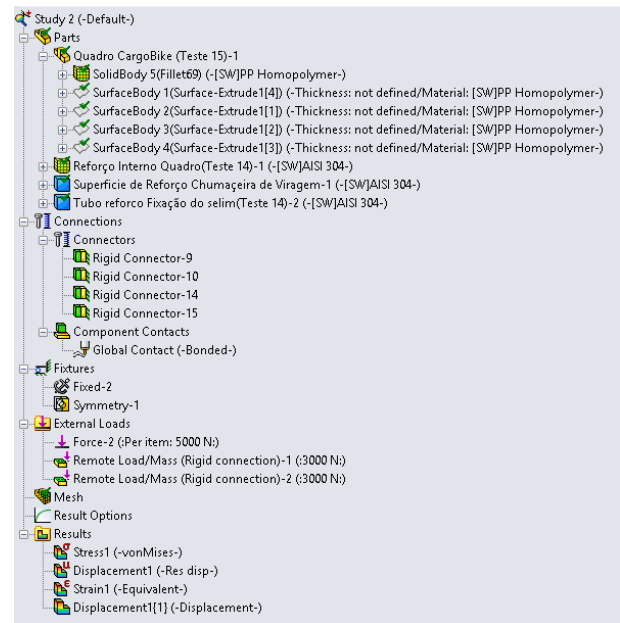 Study 2 (-Default-)
Parts
Quadro CargoBike (Teste 15)-1
SolidBody 5(Fillet69) (-[SW]PP Homopolymer-)
SurfaceBody 1(Surface-Extrude1[4]) (-Thickness: not defined/Material: [SW]PP Homopolymer-)
SurfaceBody 2(Surface-Extrude1[1]) (-Thickness: not defined/Material: [SW]PP Homopolymer-)
SurfaceBody 3(Surface-Extrude1[2]) (-Thickness: not defined/Material: [SW]PP Homopolymer-)
SurfaceBody 4(Surface-Extrude1[3]) (-Thickness: not defined/Material: [SW]PP Homopolymer-)
Reforço Interno Quadro(Teste 14)-1 (-[SW]AISI 304-)
Superficie de Reforço Chumaçeira de Viragem-1 (-[SW]AISI 304-)
Tubo reforco Fixação do selim(Teste 14)-2 (-[SW]AISI 304-)
Connections
Connectors
Rigid Connector-9
Rigid Connector-10
Rigid Connector-14
Rigid Connector-15
Component Contacts
Global Contact (-Bonded-)
Fixtures
Fixed-2
Symmetry-1
External Loads
Force-2 (:Per item: 5000 N:)
Remote Load/Mass (Rigid connection)-1 (:3000 N:)
Remote Load/Mass (Rigid connection)-2 (:3000 N:)
Mesh
Result Options
Results
Stress1 (-vonMises-)
Displacement1 (-Res disp-)
Strain1 (-Equivalent-)
Displacement1{1} (-Displacement-)